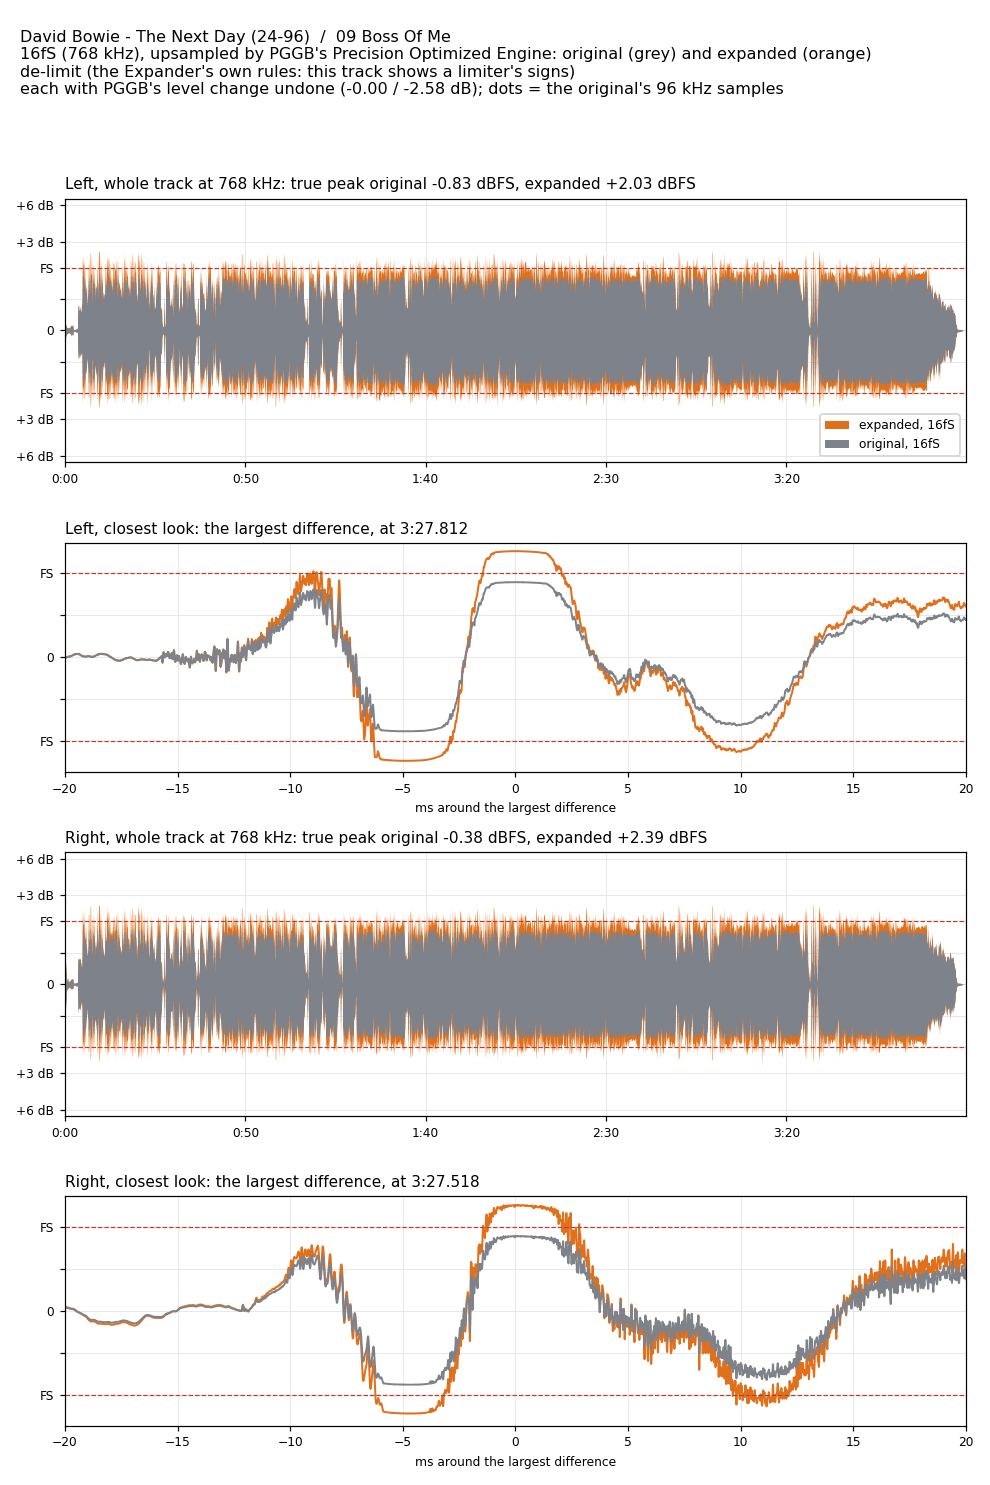 David Bowie - The Next Day (24-96)  /  09 Boss Of Me
16fS (768 kHz), upsampled by PGGB's Precision Optimized Engine: original (grey) and expanded (orange)
de-limit (the Expander's own rules: this track shows a limiter's signs)
each with PGGB's level change undone (-0.00 / -2.58 dB); dots = the original's 96 kHz samples
Left, whole track at 768 kHz: true peak original -0.83 dBFS, expanded +2.03 dBFS
+6 dB
+3 dB
FS
0
FS
+3 dB
+6 dB
expanded, 16fS
original, 16fS
0:00 0:50 1:40 2:30 3:20
Left, closest look: the largest difference, at 3:27.812
FS
0
FS
−20 −15 −10 −5 0 5 10 15 20
ms around the largest difference
Right, whole track at 768 kHz: true peak original -0.38 dBFS, expanded +2.39 dBFS
+6 dB
+3 dB
FS
0
FS
+3 dB
+6 dB
0:00 0:50 1:40 2:30 3:20
Right, closest look: the largest difference, at 3:27.518
FS
0
FS
−20 −15 −10 −5 0 5 10 15 20
ms around the largest difference